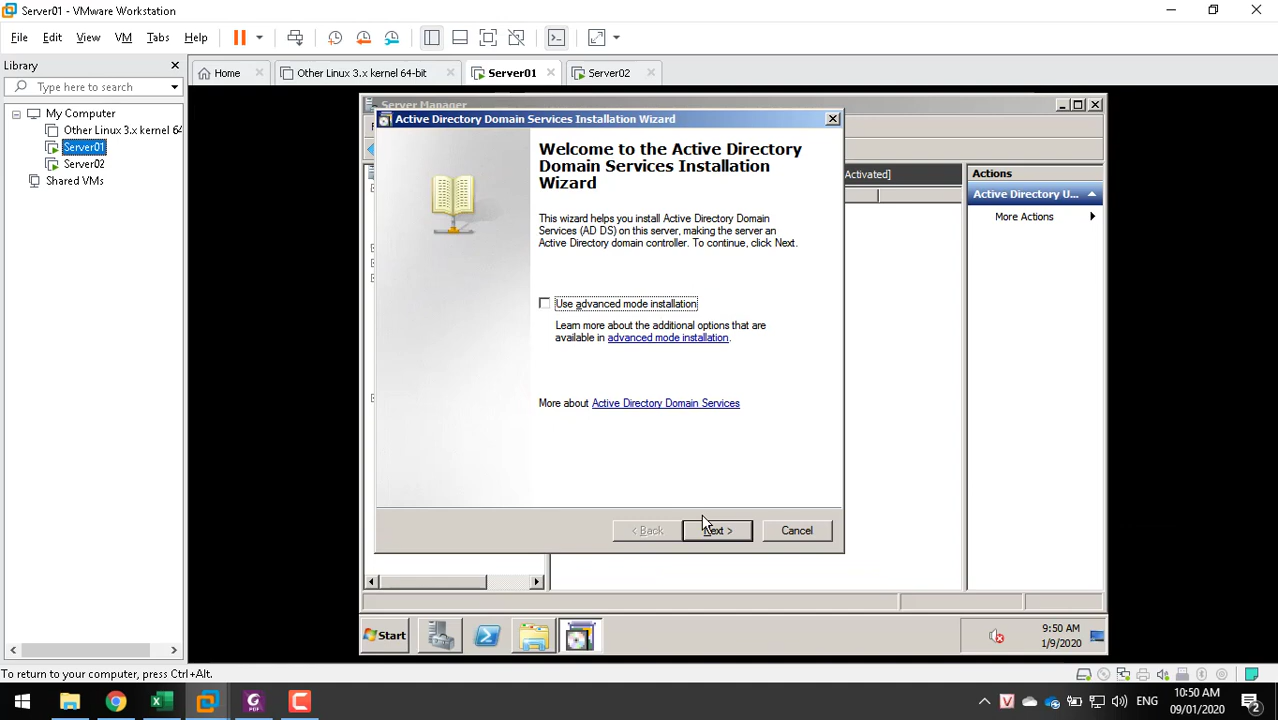 Server01 - VMware Workstation
File Edit View VM Tabs Help
Library
Home
Other Linux 3.x kernel 64-bit
Server01
Server02
Type here to search
My Computer
Other Linux 3.x kernel 64
Server01
Server02
Shared VMs
Server Manager
Active Directory Domain Services Installation Wizard
Welcome to the Active Directory
Domain Services Installation
Wizard
This wizard helps you install Active Directory Domain
Services (AD DS) on this server, making the server an
Active Directory domain controller. To continue, click Next.
Use advanced mode installation
Learn more about the additional options that are
available in advanced mode installation.
More about Active Directory Domain Services
< Back
Next >
Cancel
Activated]
Actions
Active Directory U...
More Actions
Start
9:50 AM
1/9/2020
To return to your computer, press Ctrl+Alt.
PDF
ENG
10:50 AM
09/01/2020
2